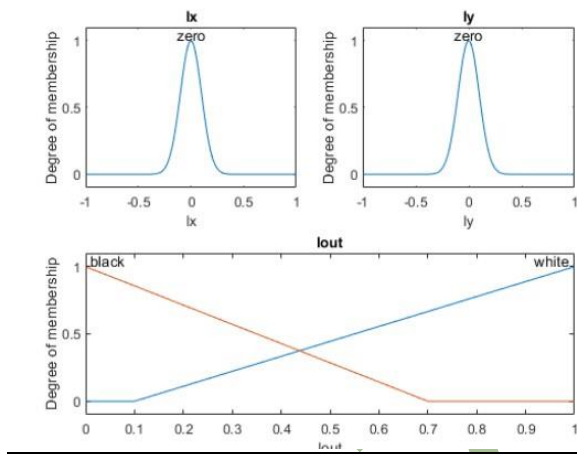 Ix
Iy
zero
zero
Degree of membership
Degree of membership
1
0.5
0
1
0.5
0
-1 -0.5 0 0.5 1
-1 -0.5 0 0.5 1
Ix
Iy
Iout
black
white
Degree of membership
1
0.5
0
0 0.1 0.2 0.3 0.4 0.5 0.6 0.7 0.8 0.9 1
Iout